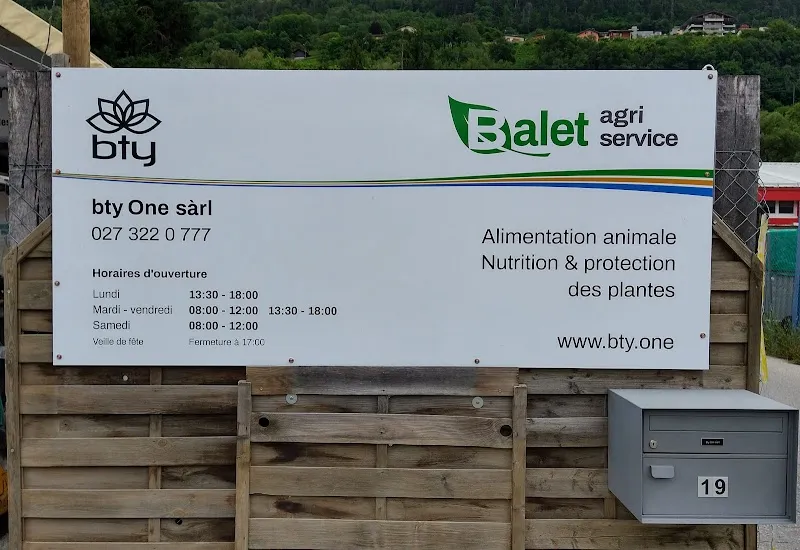 bty
Balet agri service
bty One sàrl
027 322 0 777
Horaires d'ouverture
Lundi 13:30 - 18:00
Mardi - vendredi 08:00 - 12:00 13:30 - 18:00
Samedi 08:00 - 12:00
Veille de fête Fermeture à 17:00
Alimentation animale
Nutrition & protection
des plantes
www.bty.one
19